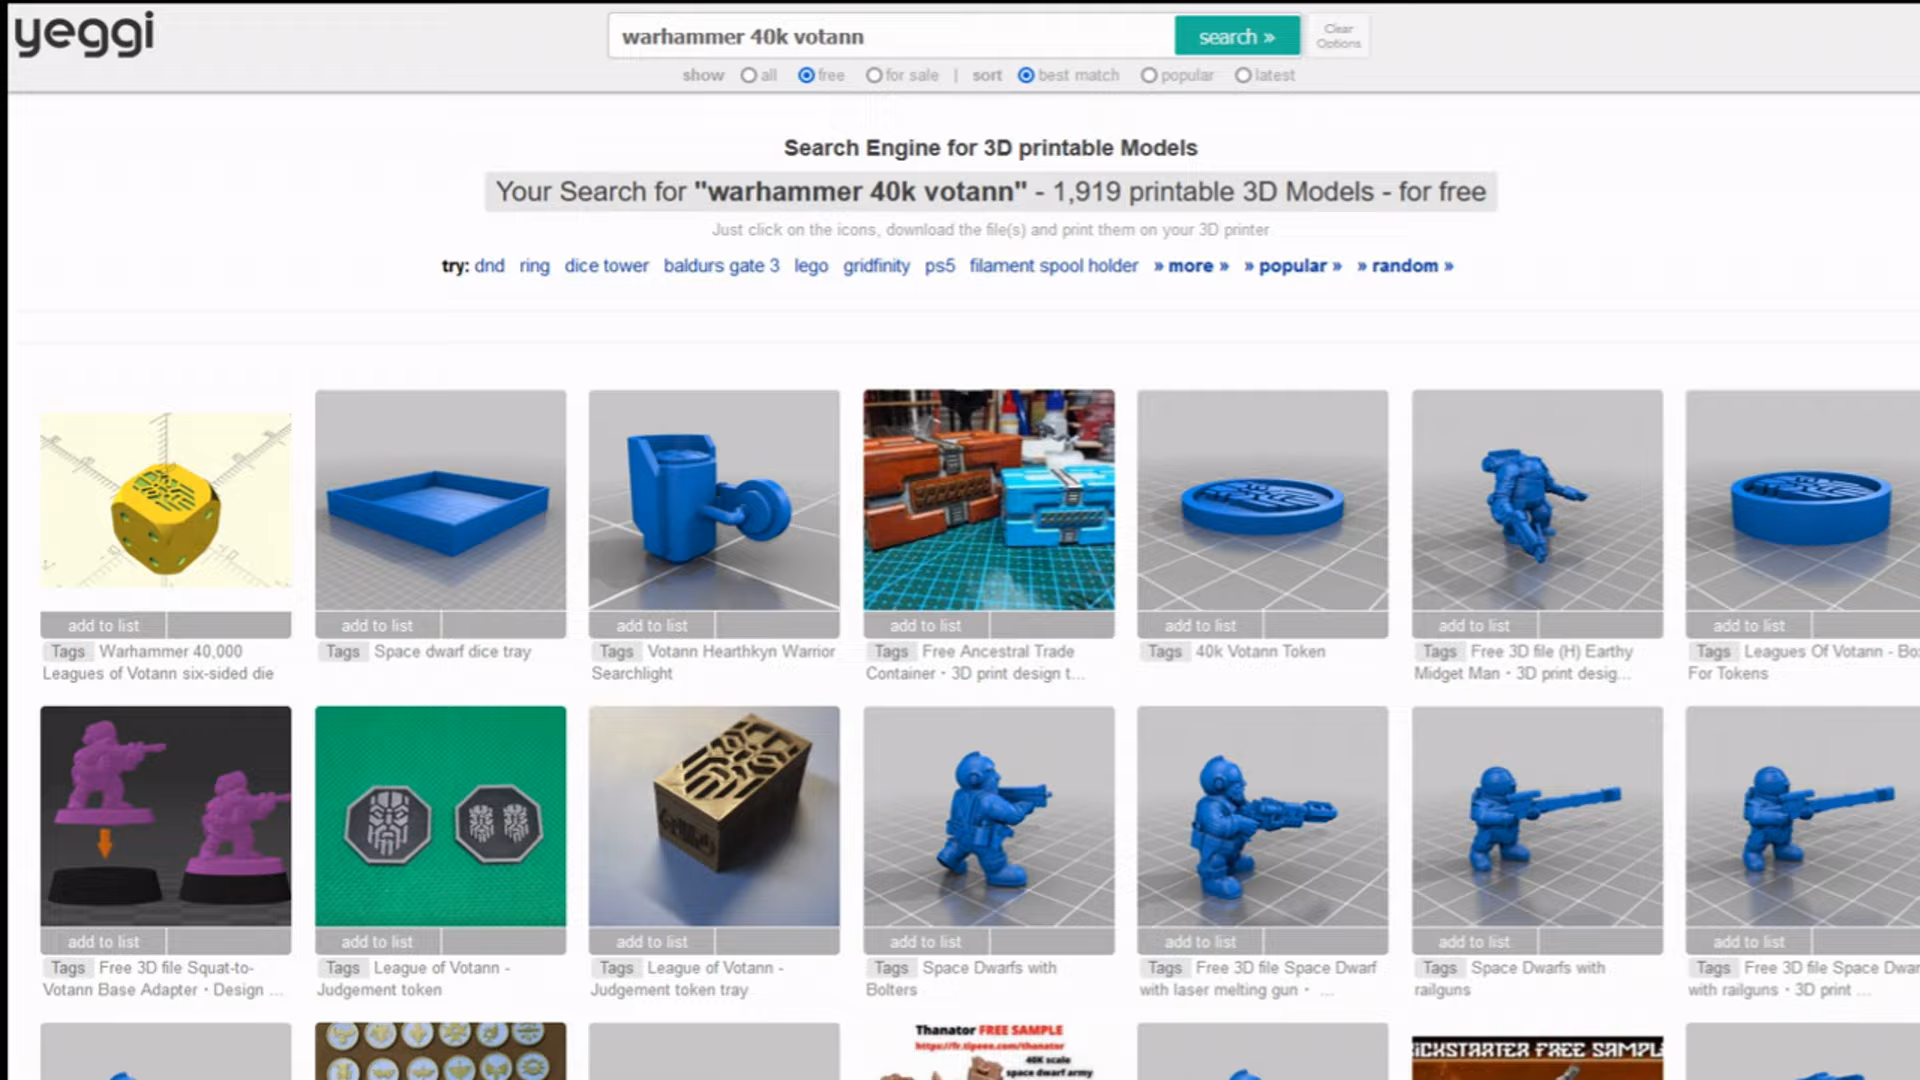 yeggi
warhammer 40k votann
search »
Clear
Options
show all free for sale | sort best match popular latest
Search Engine for 3D printable Models
Your Search for "warhammer 40k votann" - 1,919 printable 3D Models - for free
Just click on the icons, download the file(s) and print them on your 3D printer
try: dnd ring dice tower baldurs gate 3 lego gridfinity ps5 filament spool holder » more » » popular » » random »
add to list
Tags Warhammer 40,000
Leagues of Votann six-sided die
add to list
Tags Space dwarf dice tray
add to list
Tags Votann Hearthkyn Warrior
Searchlight
add to list
Tags Free Ancestral Trade
Container • 3D print design t...
add to list
Tags 40k Votann Token
add to list
Tags Free 3D file (H) Earthy
Midget Man • 3D print desig...
add to list
Tags Leagues Of Votann - Bo
For Tokens
add to list
Tags Free 3D file Squat-to-
Votann Base Adapter • Design ...
add to list
Tags League of Votann -
Judgement token
add to list
Tags League of Votann -
Judgement token tray
add to list
Tags Space Dwarfs with
Bolters
add to list
Tags Free 3D file Space Dwarf
with laser melting gun • ...
add to list
Tags Space Dwarfs with
railguns
add to list
Tags Free 3D file Space Dwar
with railguns • 3D print ...
Thanator FREE SAMPLE
https://fr.tipeee.com/thanator
40K scale
space dwarf army
KICKSTARTER FREE SAMPL